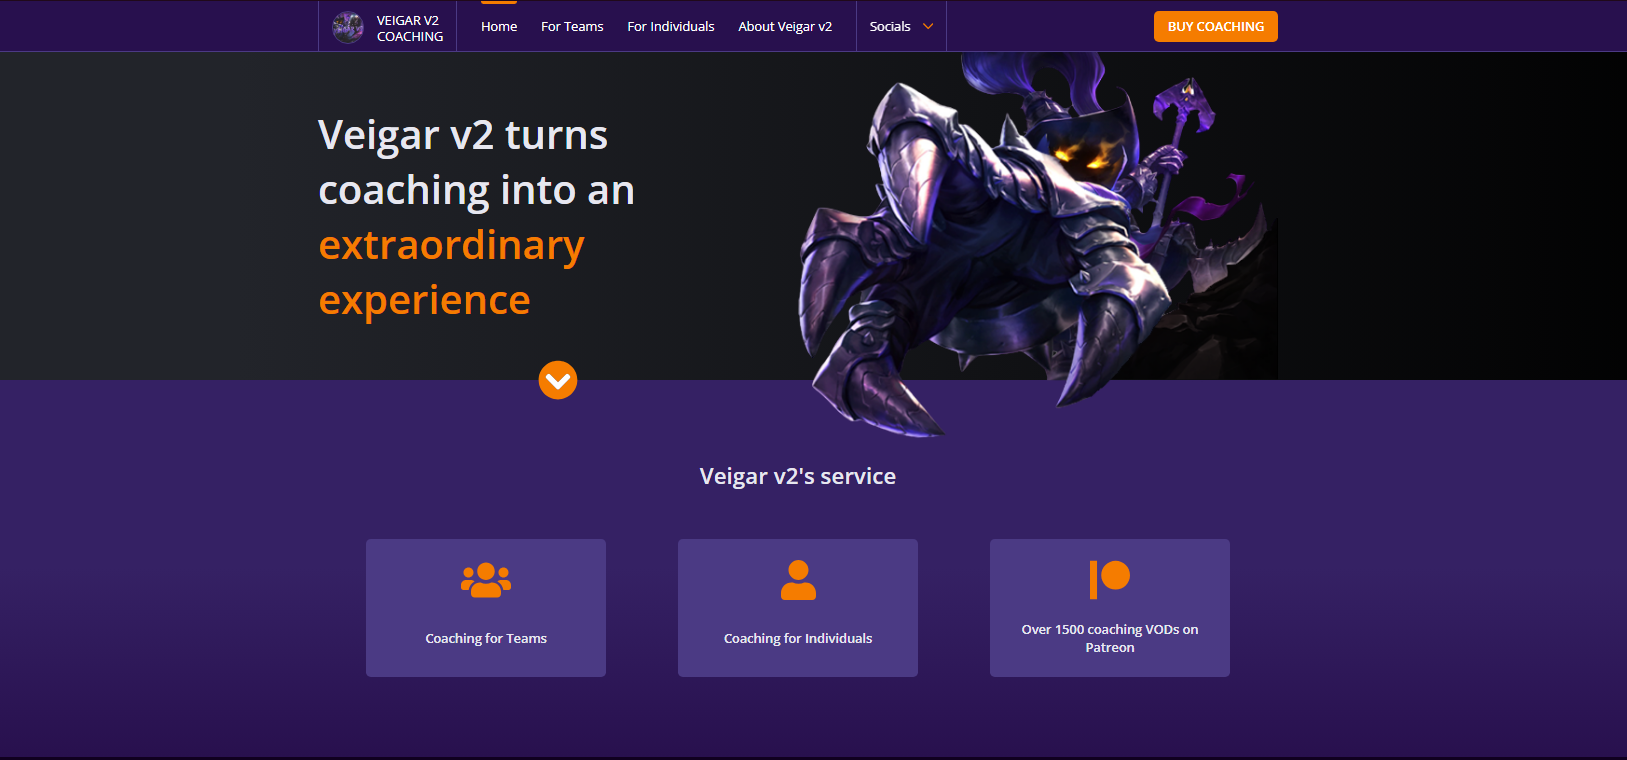 VEIGAR V2
COACHING
Home
For Teams
For Individuals
About Veigar v2
Socials
BUY COACHING
Veigar v2 turns
coaching into an
extraordinary
experience
Veigar v2's service
Coaching for Teams
Coaching for Individuals
Over 1500 coaching VODs on
Patreon